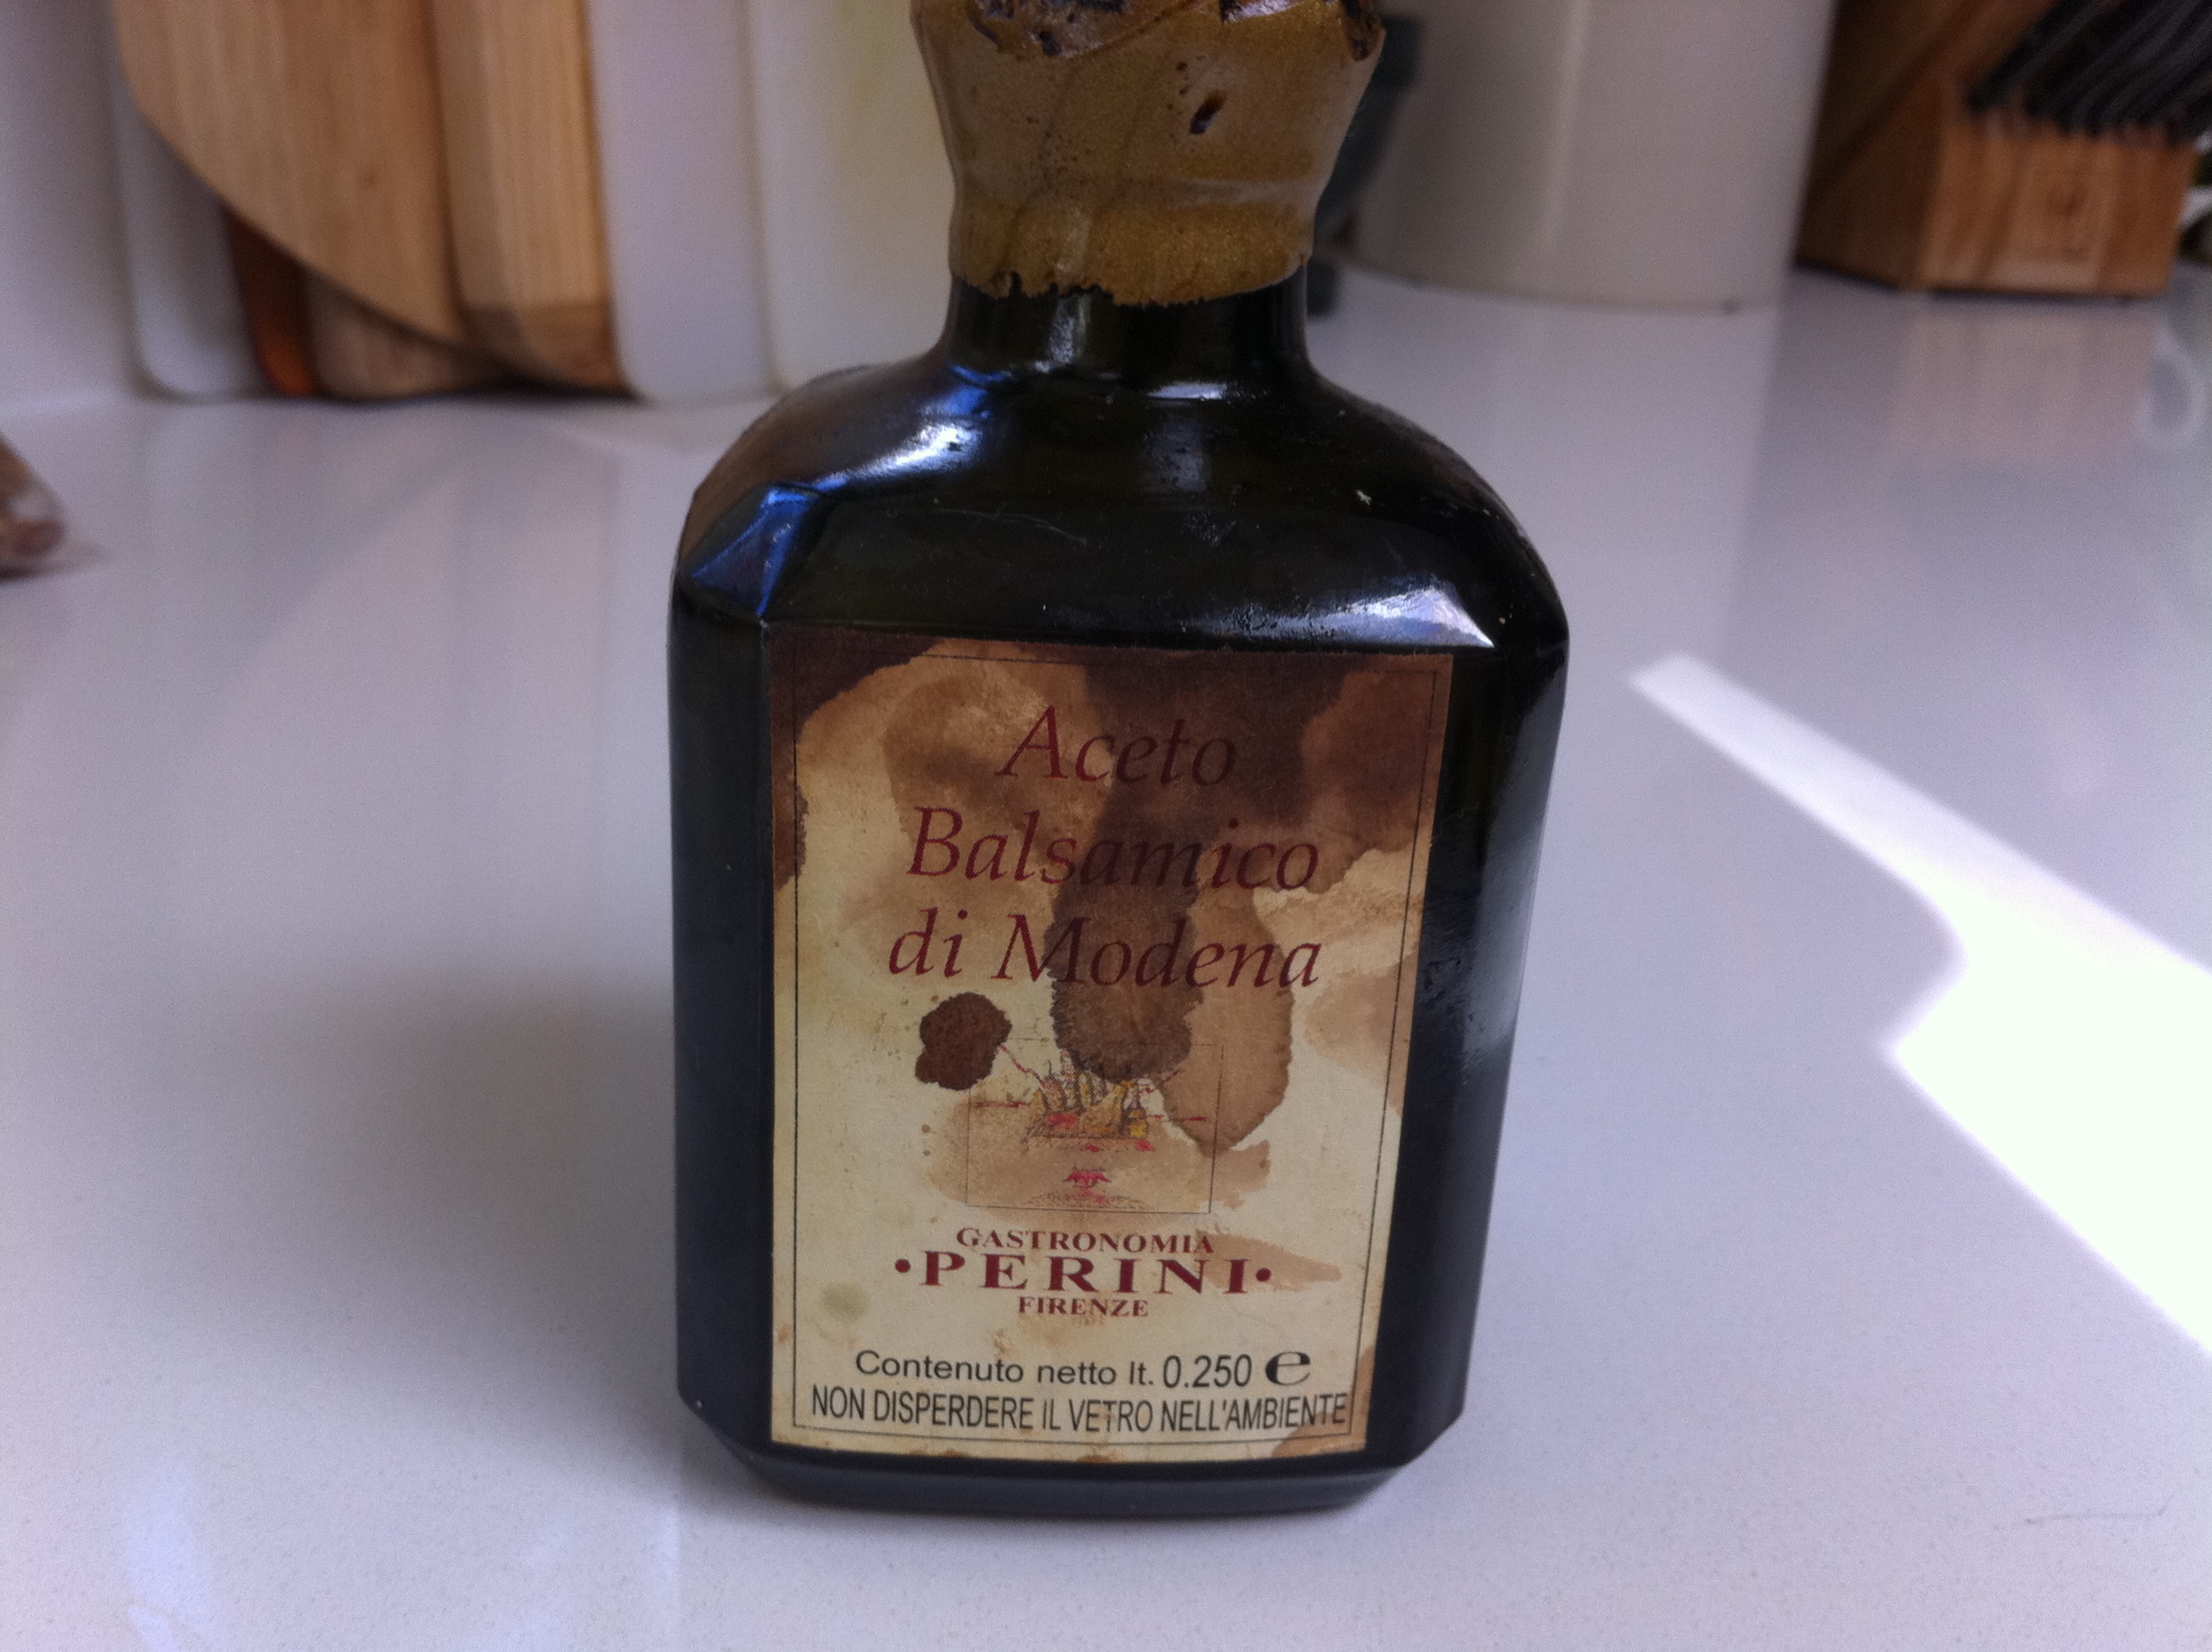 Aceto
Balsamico
di Modena
GASTRONOMIA
·PERINI·
FIRENZE
Contenuto netto lt. 0.250 e
NON DISPERDERE IL VETRO NELL'AMBIENTE